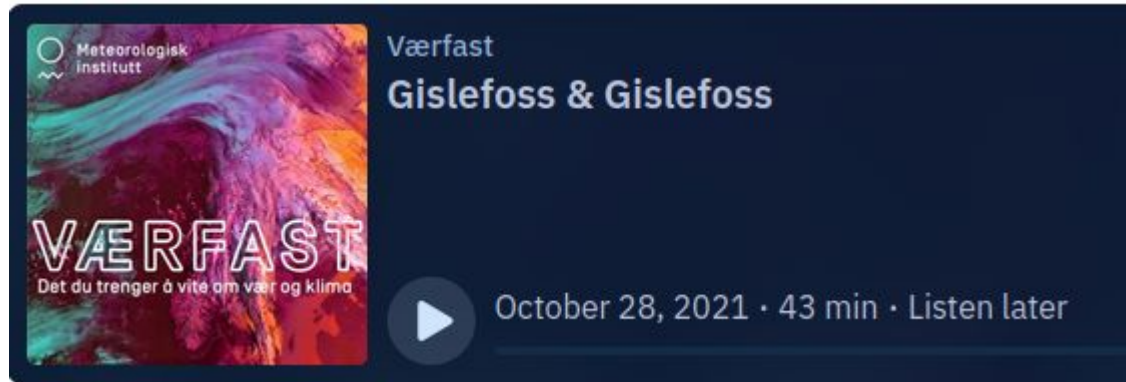 Meteorologisk
institutt
VÆRFAST
Det du trenger å vite om vær og klima
Værfast
Gislefoss & Gislefoss
October 28, 2021 · 43 min · Listen later